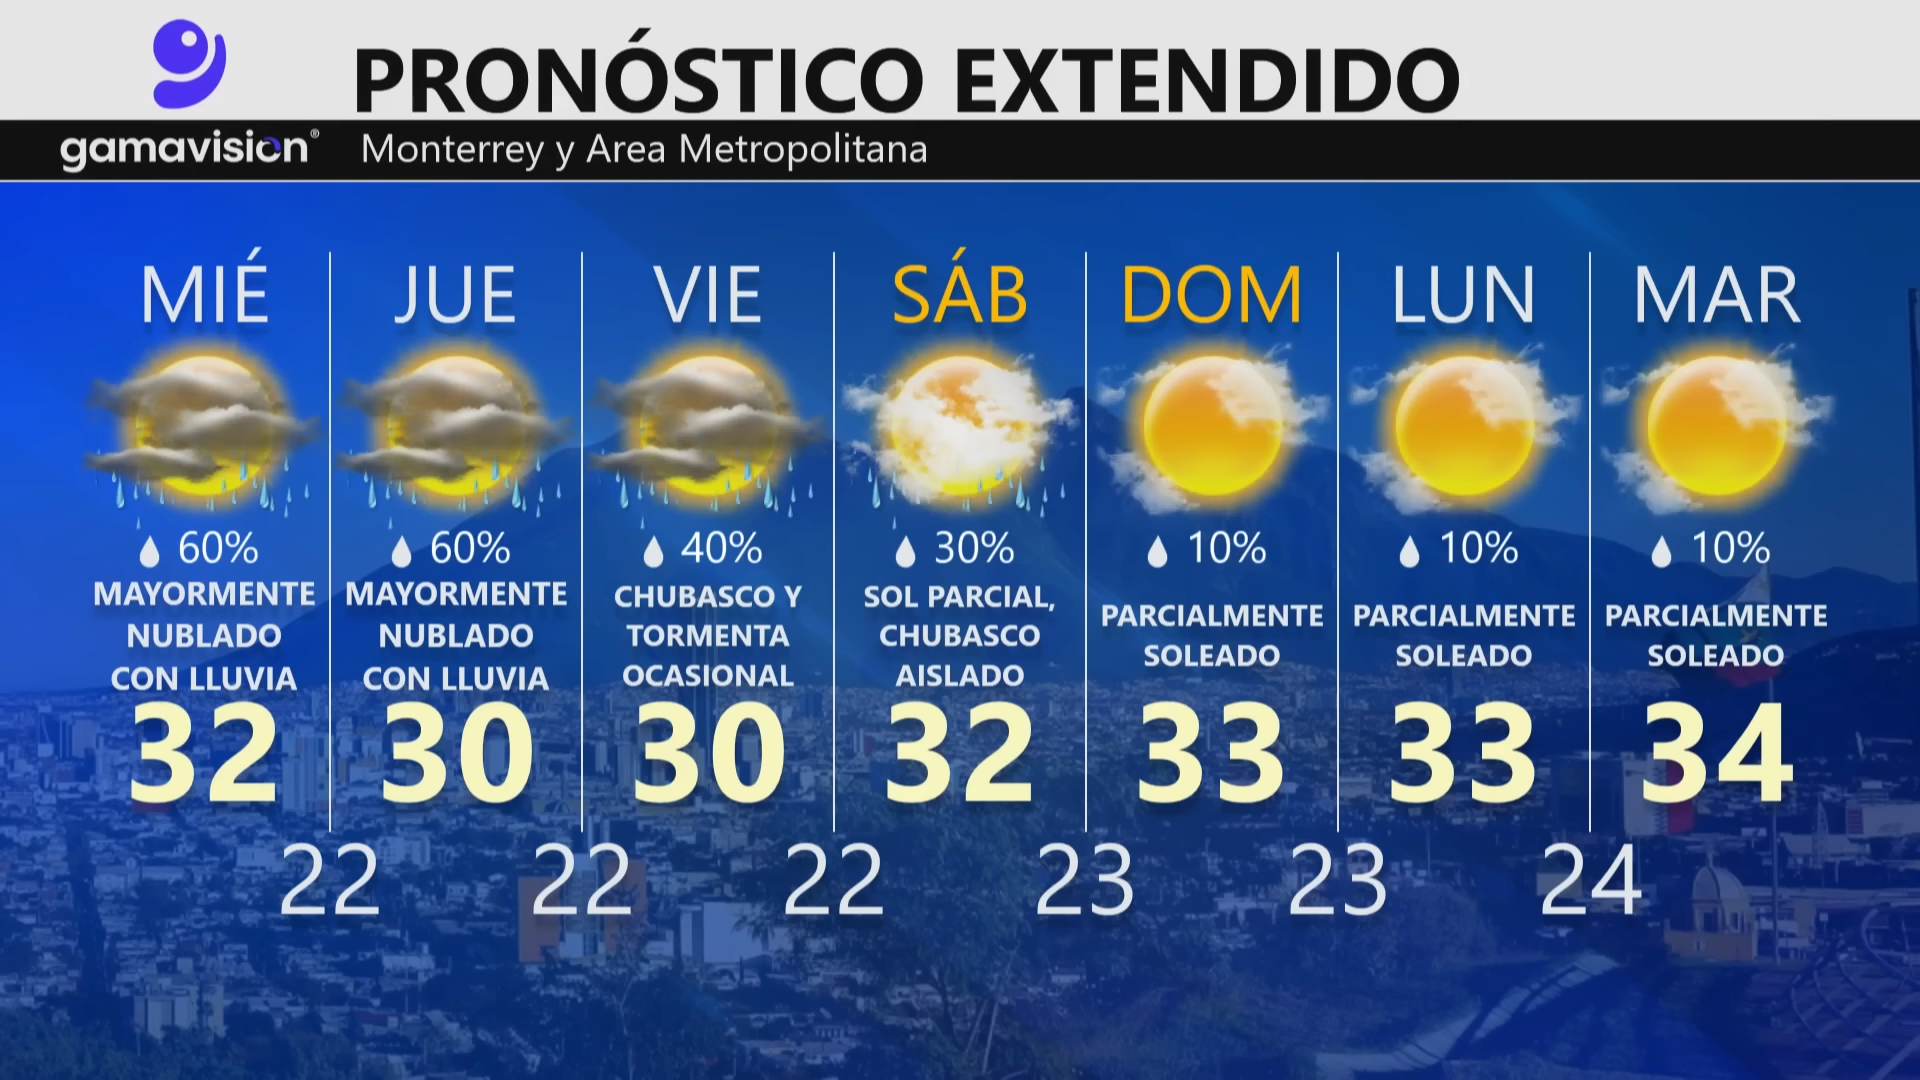 PRONÓSTICO EXTENDIDO
gamavision®
Monterrey y Area Metropolitana
MIÉ
60%
MAYORMENTE
NUBLADO
CON LLUVIA
32
JUE
60%
MAYORMENTE
NUBLADO
CON LLUVIA
30
VIE
40%
CHUBASCO Y
TORMENTA
OCASIONAL
30
SÁB
30%
SOL PARCIAL,
CHUBASCO
AISLADO
32
DOM
10%
PARCIALMENTE
SOLEADO
33
LUN
10%
PARCIALMENTE
SOLEADO
33
MAR
10%
PARCIALMENTE
SOLEADO
34
22
22
22
23
23
24